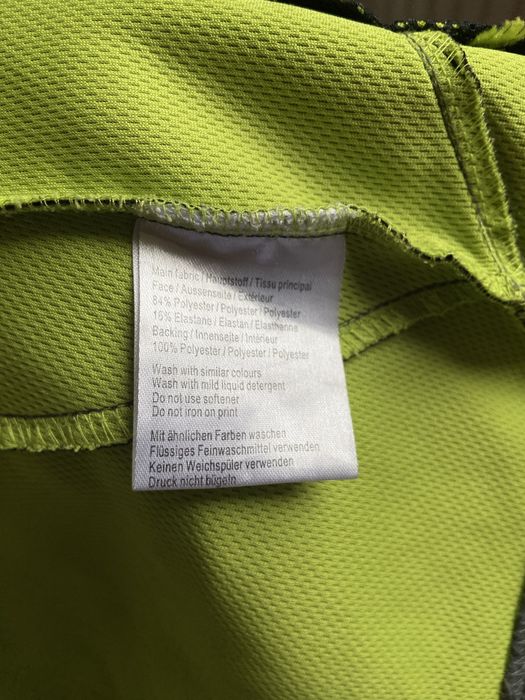 Main fabric / Hauptstoff / Tissu principal
Face / Aussenseite / Extérieur
84% Polyester / Polyester / Polyester
16% Elastane / Elastan / Elasthanne
Backing / Innenseite / Intérieur
100% Polyester / Polyester / Polyester
Wash with similar colours
Wash with mild liquid detergent
Do not use softener
Do not iron on print
Mit ähnlichen Farben waschen
Flüssiges Feinwaschmittel verwenden
Keinen Weichspüler verwenden
Druck nicht bügeln